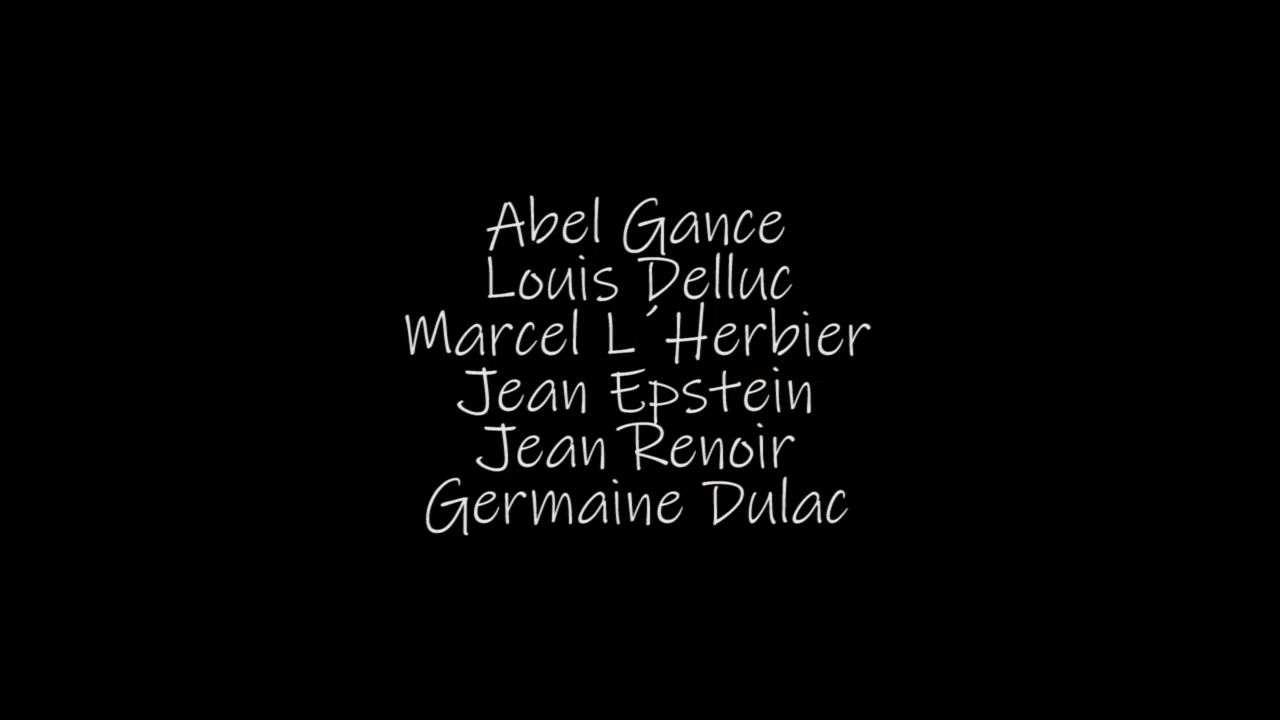 Abel Gance
Louis Delluc
Marcel L´Herbier
Jean Epstein
Jean Renoir
Germaine Dulac